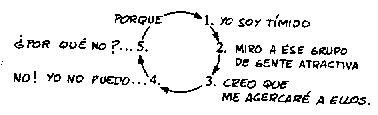 PORQUE
1. YO SOY TÍMIDO
2. MIRO A ESE GRUPO
DE GENTE ATRACTIVA
3. CREO QUE
ME ACERCARÉ A ELLOS.
NO! YO NO PUEDO... 4.
¿POR QUÉ NO?... 5.